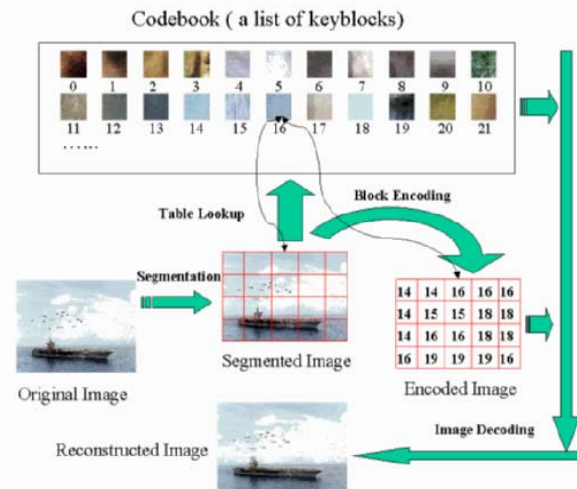 Codebook ( a list of keyblocks)
0 1 2 3 4 5 6 7 8 9 10
11 12 13 14 15 16 17 18 19 20 21
......
Block Encoding
Table Lookup
Segmentation
14 14 16 16 16
14 15 15 18 18
14 16 16 18 18
16 19 19 19 16
Segmented Image
Encoded Image
Original Image
Image Decoding
Reconstructed Image